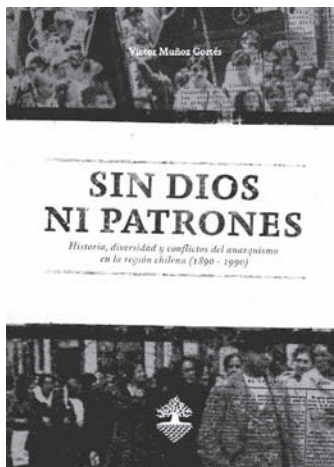 Víctor Muñoz Cortés
SIN DIOS
NI PATRONES
Historia, diversidad y conflictos del anarquismo
en la región chilena (1890 - 1990)